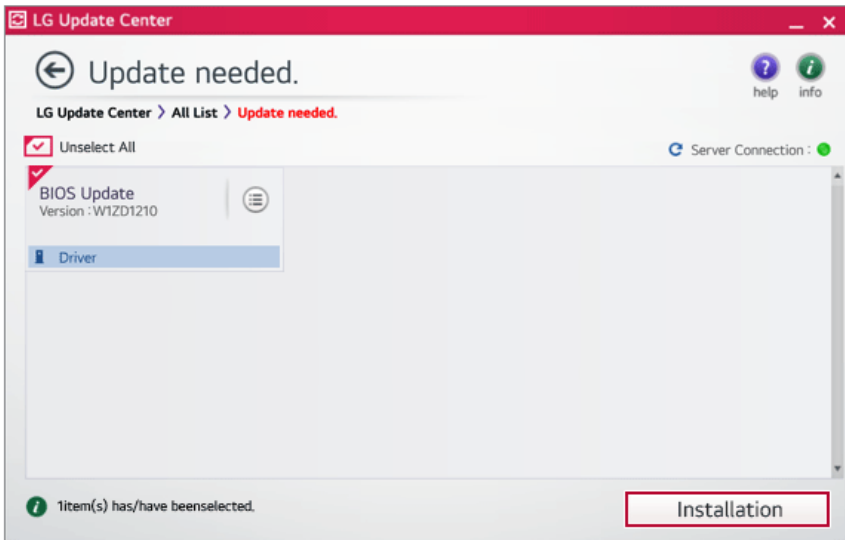 LG Update Center
Update needed.
? i
help info
LG Update Center > All List > Update needed.
Unselect All
Server Connection :
BIOS Update
Version : W1ZD1210
Driver
i 1item(s) has/have beenselected.
Installation